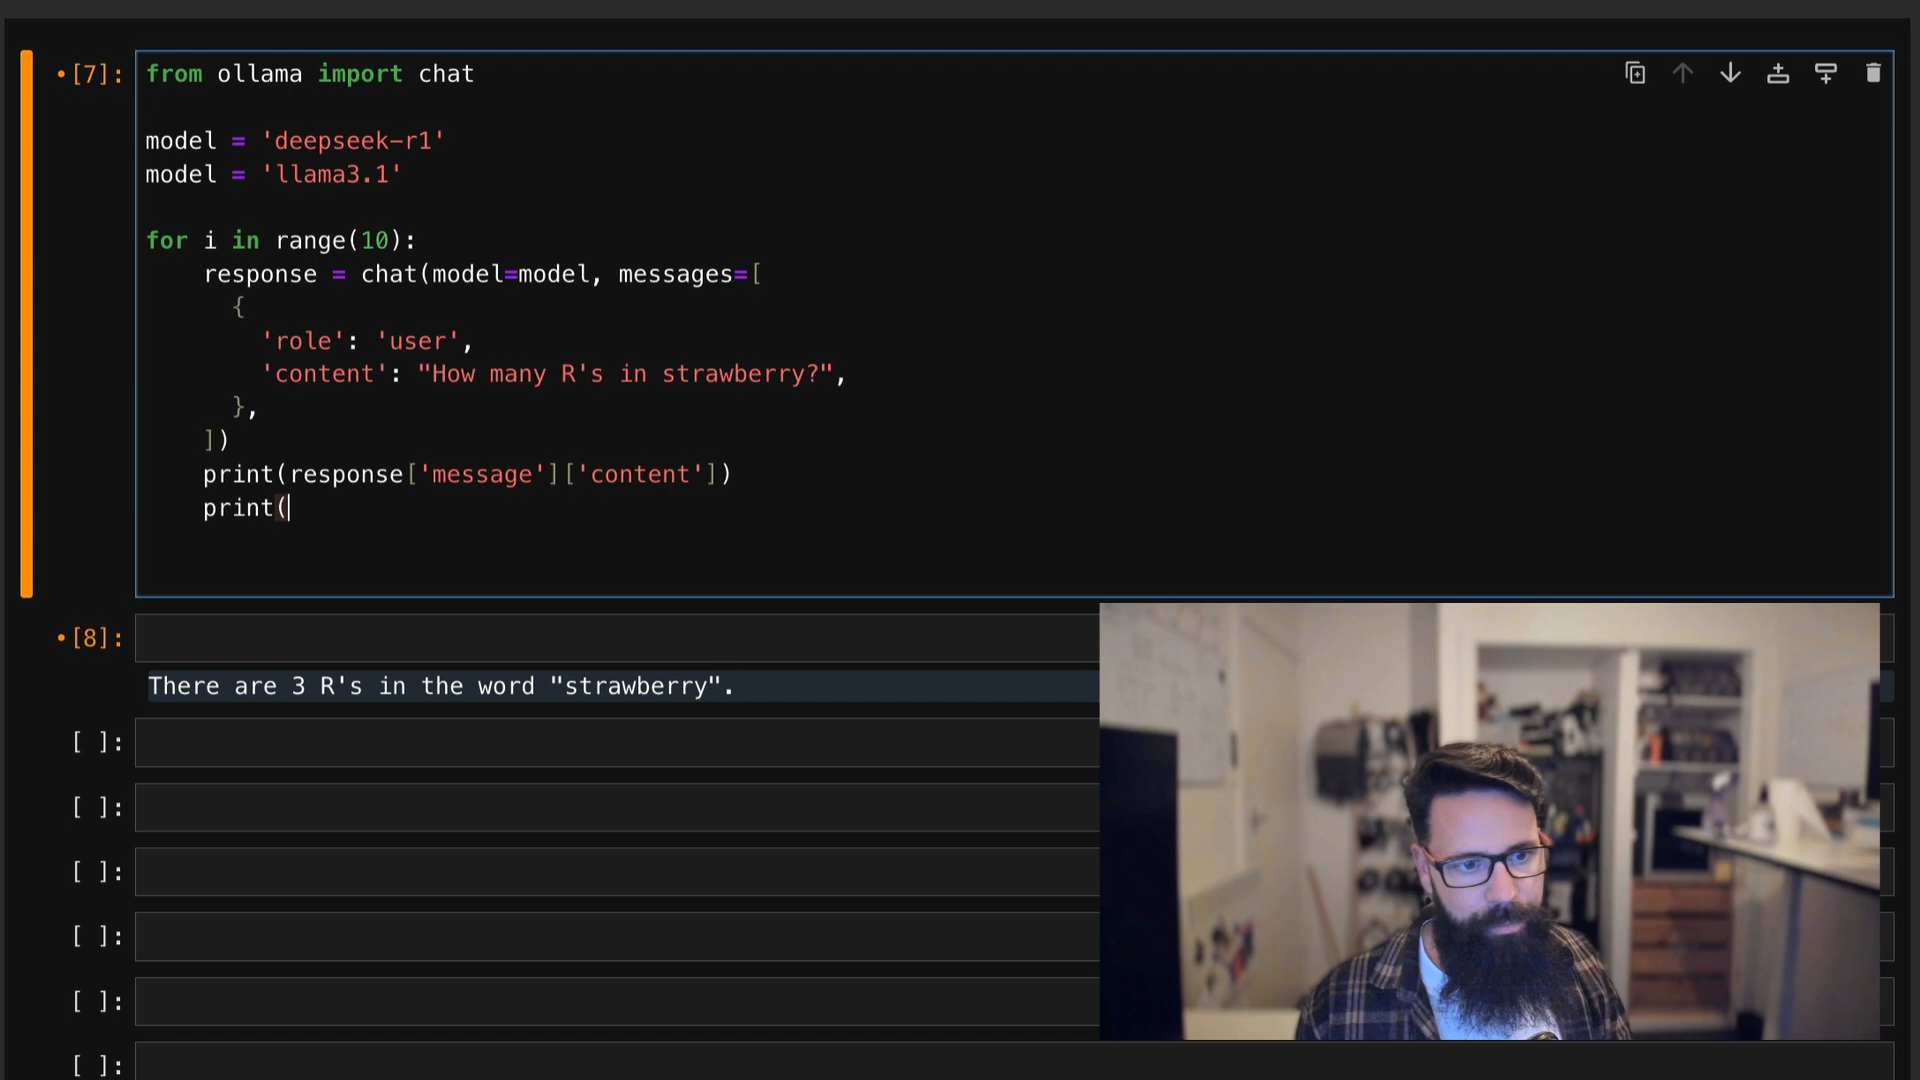 •[7]:
from ollama import chat
model = 'deepseek-r1'
model = 'llama3.1'
for i in range(10):
    response = chat(model=model, messages=[
      {
        'role': 'user',
        'content': "How many R's in strawberry?",
      },
    ])
    print(response['message']['content'])
    print(
•[8]:
There are 3 R's in the word "strawberry".
[ ]:
[ ]:
[ ]:
[ ]:
[ ]:
[ ]: